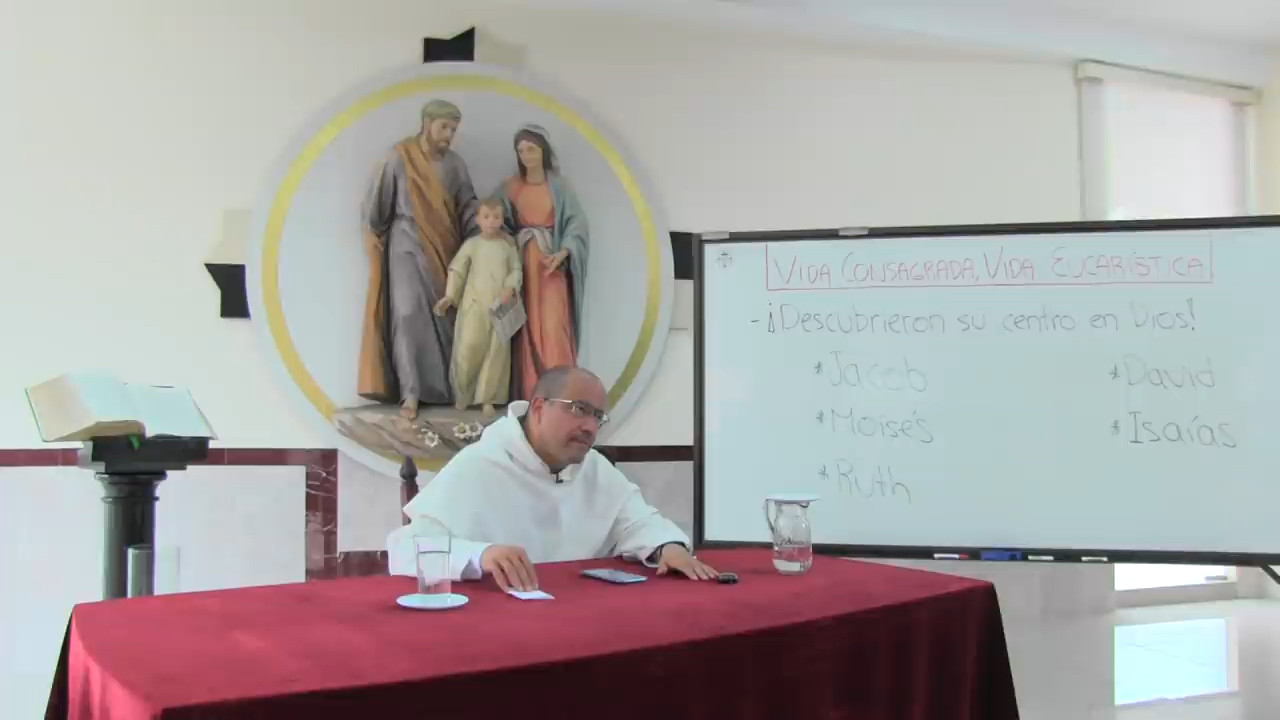 VIDA CONSAGRADA, VIDA EUCARÍSTICA
-¡Descubrieron su centro en Dios!
*Jacob
*David
*Moisés
*Isaías
*Ruth